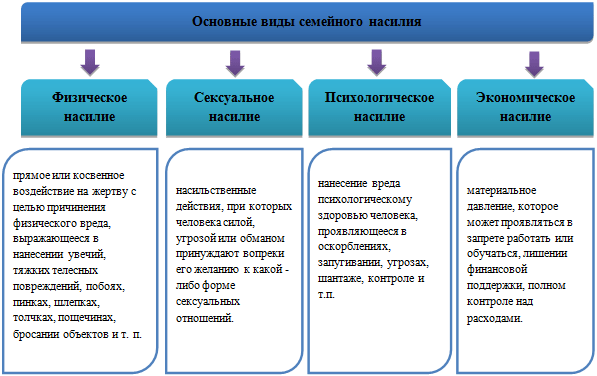 Основные виды семейного насилия
Физическое
насилие
Сексуальное
насилие
Психологическое
насилие
Экономическое
насилие
прямое или косвенное
воздействие на жертву с
целью причинения
физического вреда,
выражающееся в
нанесении увечий,
тяжких телесных
повреждений, побоях,
пинках, шлепках,
толчках, пощечинах,
бросании объектов и т. п.
насильственные
действия, при которых
человека силой,
угрозой или обманом
принуждают вопреки
его желанию к какой -
либо форме
сексуальных
отношений.
нанесение вреда
психологическому
здоровью человека,
проявляющееся в
оскорблениях,
запугивании, угрозах,
шантаже, контроле и
т.п.
материальное
давление, которое
может проявляться в
запрете работать или
обучаться, лишении
финансовой
поддержки, полном
контроле над
расходами.